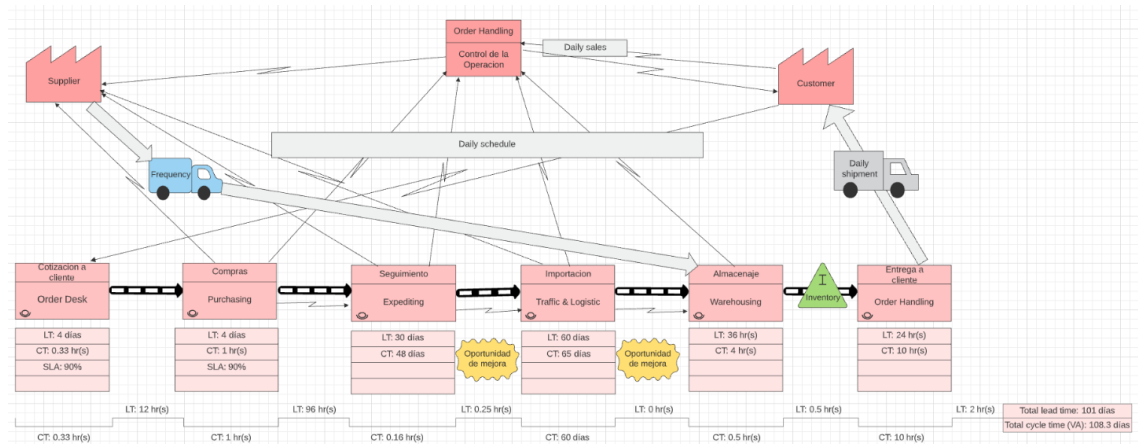 Order Handling
Control de la
Operacion
Daily sales
Supplier
Customer
Daily schedule
Frequency
Daily
shipment
Cotizacion a
cliente
Order Desk
Compras
Purchasing
Seguimiento
Expediting
Importacion
Traffic & Logistic
Almacenaje
Warehousing
I
Inventory
Entrega a
cliente
Order Handling
LT: 4 días
CT: 0.33 hr(s)
SLA: 90%
LT: 4 días
CT: 1 hr(s)
SLA: 90%
LT: 30 días
CT: 48 días
Oportunidad
de mejora
LT: 60 días
CT: 65 días
Oportunidad
de mejora
LT: 36 hr(s)
CT: 4 hr(s)
LT: 24 hr(s)
CT: 10 hr(s)
LT: 12 hr(s)
LT: 96 hr(s)
LT: 0.25 hr(s)
LT: 0 hr(s)
LT: 0.5 hr(s)
LT: 2 hr(s)
CT: 0.33 hr(s)
CT: 1 hr(s)
CT: 0.16 hr(s)
CT: 60 días
CT: 0.5 hr(s)
CT: 10 hr(s)
Total lead time: 101 días
Total cycle time (VA): 108.3 días